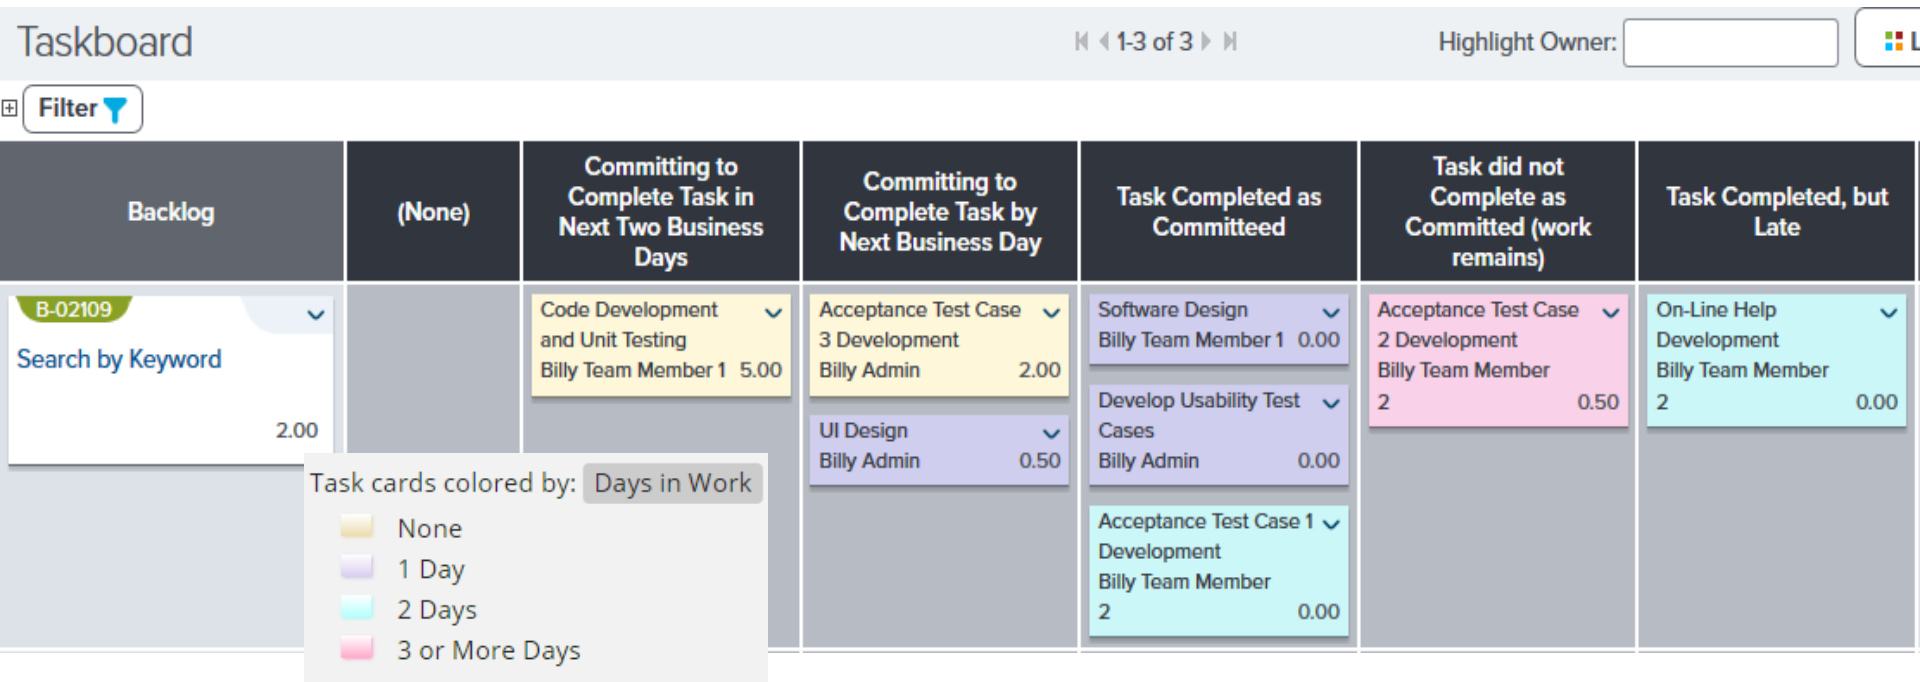 Taskboard
1-3 of 3
Highlight Owner:
L
Filter
Backlog
(None)
Committing to
Complete Task in
Next Two Business
Days
Committing to
Complete Task by
Next Business Day
Task Completed as
Committeed
Task did not
Complete as
Committed (work
remains)
Task Completed, but
Late
B-02109
Search by Keyword
2.00
Code Development
and Unit Testing
Billy Team Member 1 5.00
Acceptance Test Case
3 Development
Billy Admin 2.00
UI Design
Billy Admin 0.50
Software Design
Billy Team Member 1 0.00
Develop Usability Test
Cases
Billy Admin 0.00
Acceptance Test Case 1
Development
Billy Team Member
2 0.00
Acceptance Test Case
2 Development
Billy Team Member
2 0.50
On-Line Help
Development
Billy Team Member
2 0.00
Task cards colored by: Days in Work
None
1 Day
2 Days
3 or More Days